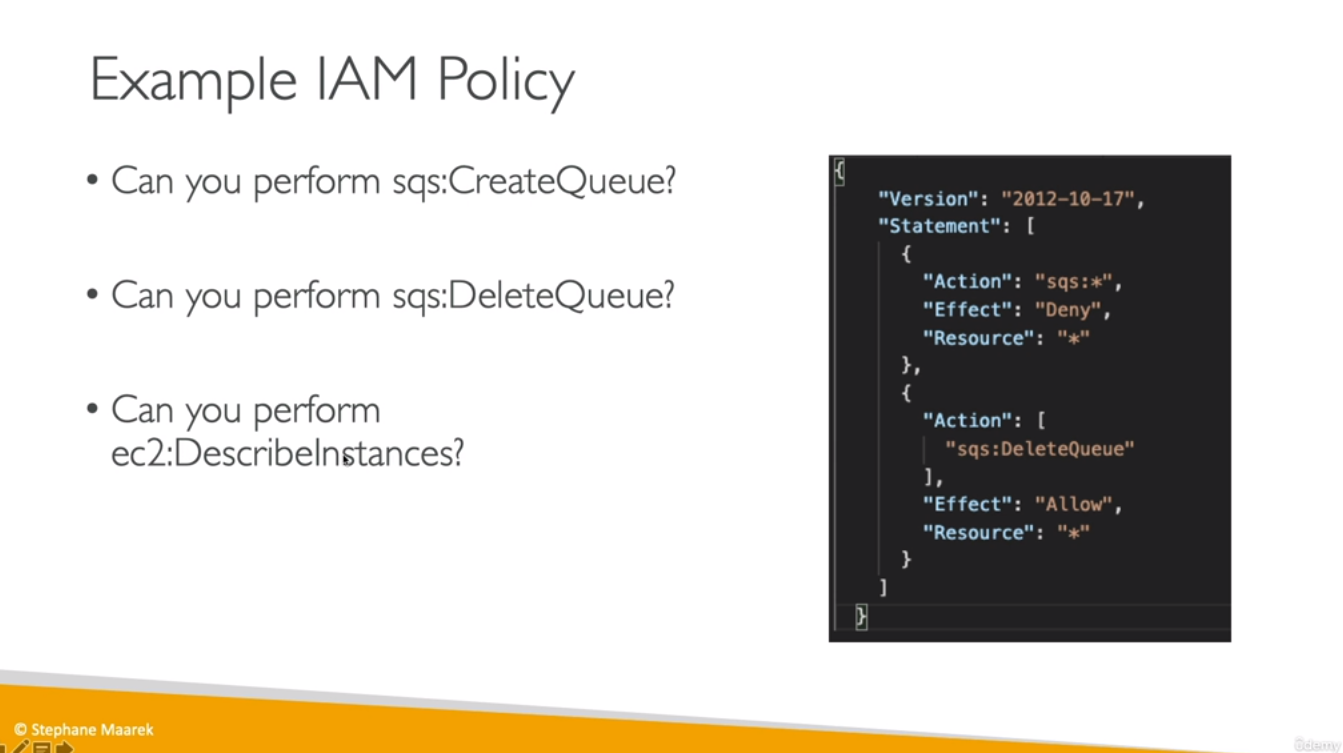 Example IAM Policy
• Can you perform sqs:CreateQueue?
• Can you perform sqs:DeleteQueue?
• Can you perform
ec2:DescribeInstances?
{
"Version": "2012-10-17",
"Statement": [
{
"Action": "sqs:*",
"Effect": "Deny",
"Resource": "*"
},
{
"Action": [
"sqs:DeleteQueue"
],
"Effect": "Allow",
"Resource": "*"
}
]
}
© Stephane Maarek
ûdemy